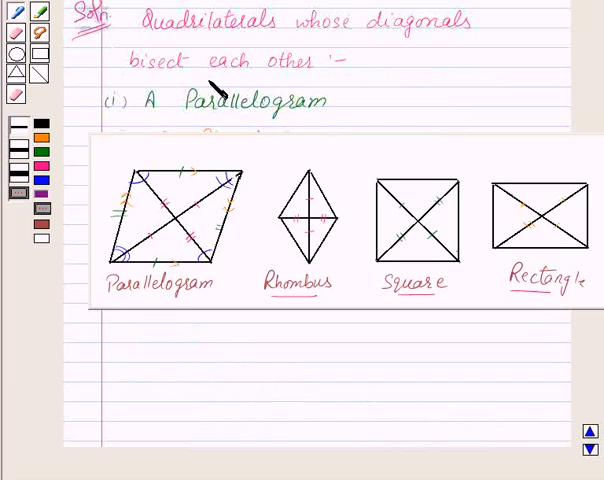 Soln. Quadrilaterals whose diagonals
bisect each other :-
(i) A Parallelogram
Parallelogram Rhombus Square Rectangle